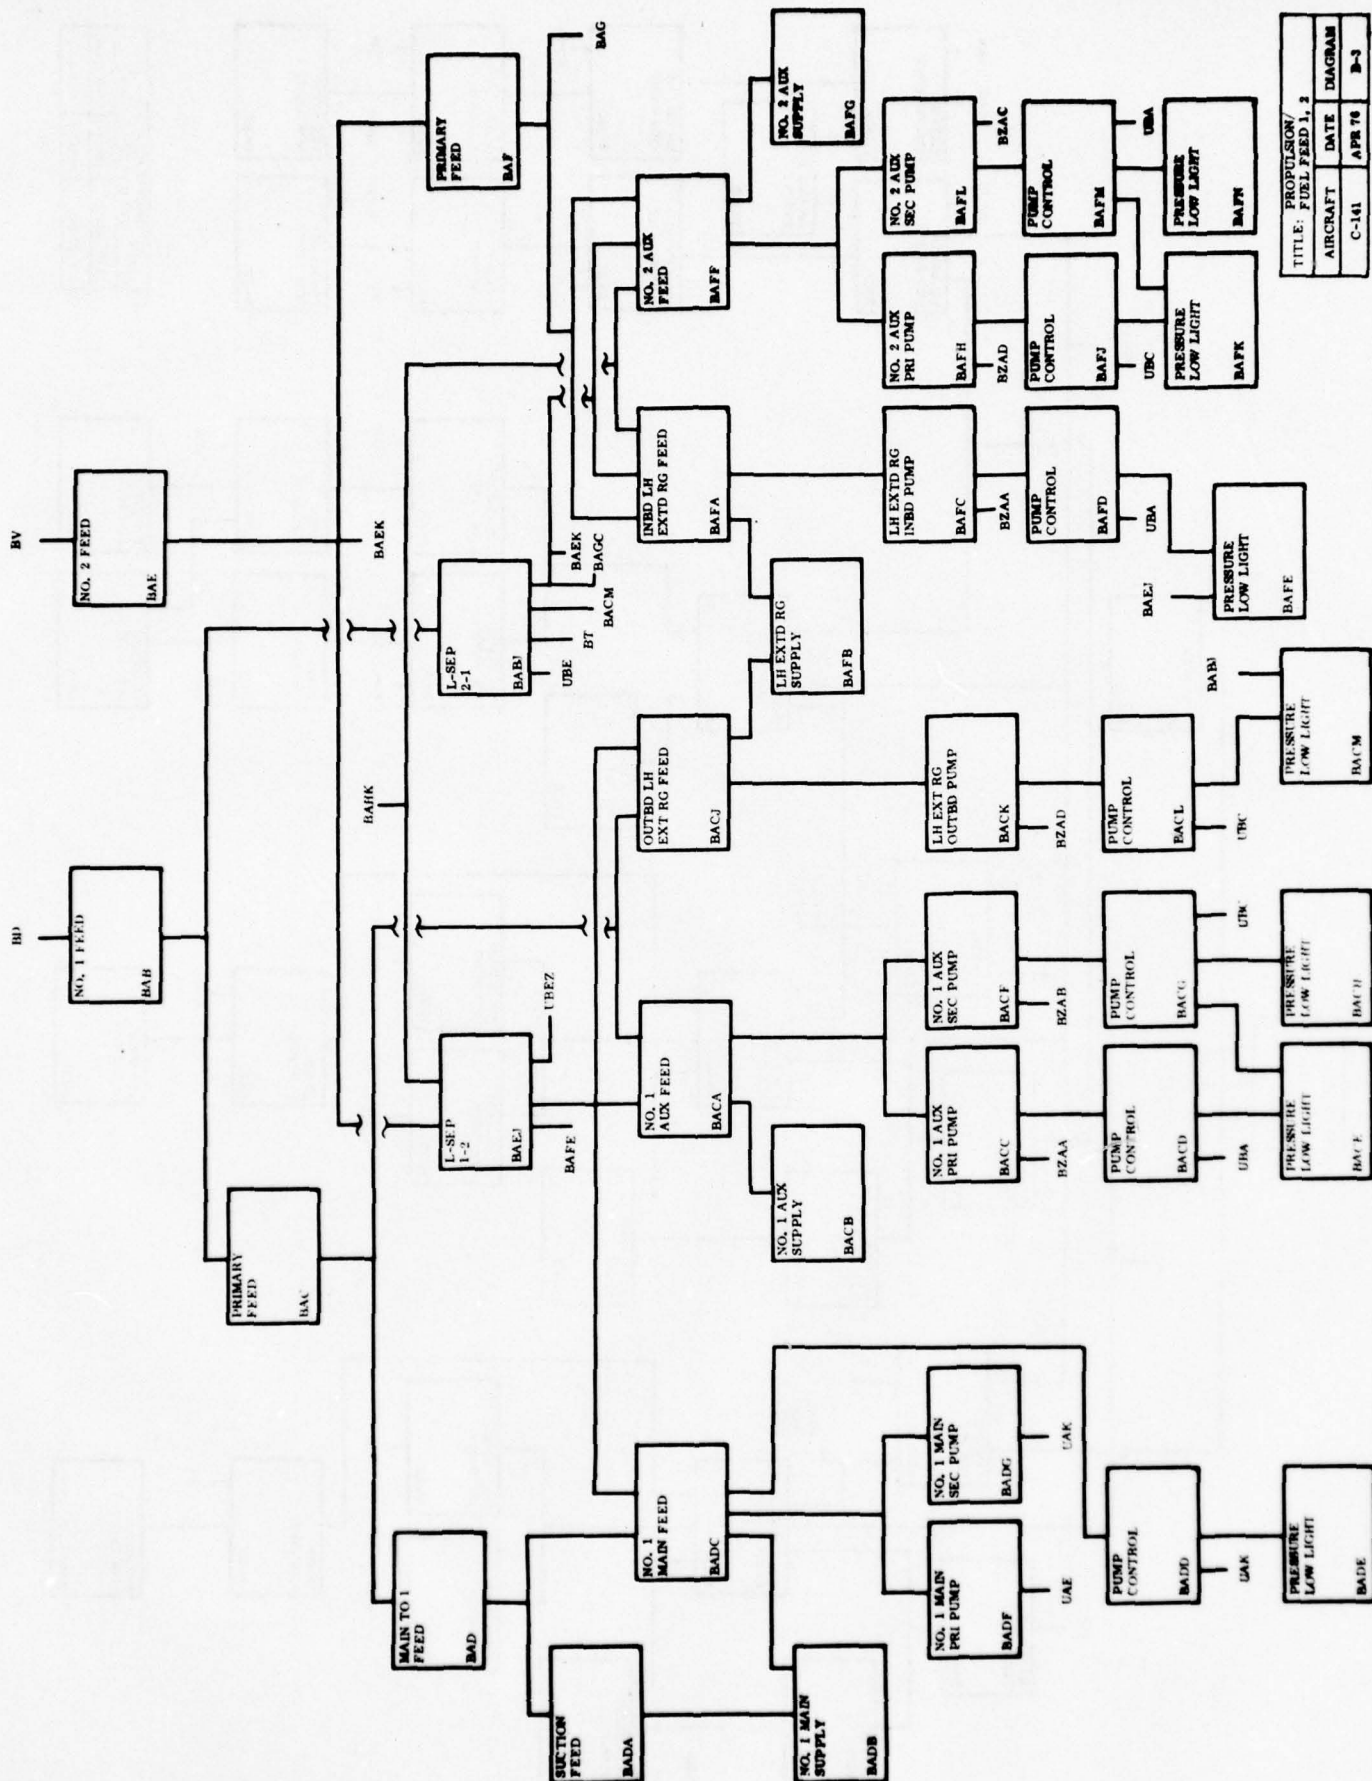 BD
BV
NO. 1 FEED
BAB
NO. 2 FEED
BAE
PRIMARY
FEED
BAC
BAHK
BAEK
MAIN TO 1
FEED
BAD
L-SEP
1-2
BAEJ
BAFE
UBEZ
L-SEP
2-1
BABJ
UBE
BT
BACM
BAGC
BAEK
PRIMARY
FEED
BAF
BAG
SUCTION
FEED
BADA
NO. 1
MAIN FEED
BADC
NO. 1
AUX FEED
BACA
OUTBD LH
EXT RG FEED
BACJ
INBD LH
EXTD RG FEED
BAFA
NO. 2 AUX
FEED
BAFF
NO. 1 MAIN
SUPPLY
BADB
NO. 1 AUX
SUPPLY
BACB
LH EXTD RG
SUPPLY
BAFB
NO. 2 AUX
SUPPLY
BAFG
NO. 1 MAIN
PRI PUMP
BADF
UAE
NO. 1 MAIN
SEC PUMP
BADG
UAK
NO. 1 AUX
PRI PUMP
BACC
BZAA
NO. 1 AUX
SEC PUMP
BACF
BZAB
LH EXT RG
OUTBD PUMP
BACK
BZAD
LH EXTD RG
INBD PUMP
BAFC
BZAA
NO. 2 AUX
PRI PUMP
BAFH
BZAD
NO. 2 AUX
SEC PUMP
BAFL
BZAC
PUMP
CONTROL
BADD
UAK
PUMP
CONTROL
BACD
UBA
PUMP
CONTROL
BACG
UBC
PUMP
CONTROL
BACL
UBC
PUMP
CONTROL
BAFD
UBA
PUMP
CONTROL
BAFJ
UBC
PUMP
CONTROL
BAFM
UBA
PRESSURE
LOW LIGHT
BADE
PRESSURE
LOW LIGHT
BACE
PRESSURE
LOW LIGHT
BACH
BABJ
PRESSURE
LOW LIGHT
BACM
BAEJ
PRESSURE
LOW LIGHT
BAFE
PRESSURE
LOW LIGHT
BAFK
PRESSURE
LOW LIGHT
BAFN
TITLE: PROPULSION/
FUEL FEED 1, 2
AIRCRAFT DATE DIAGRAM
C-141 APR 76 B-3